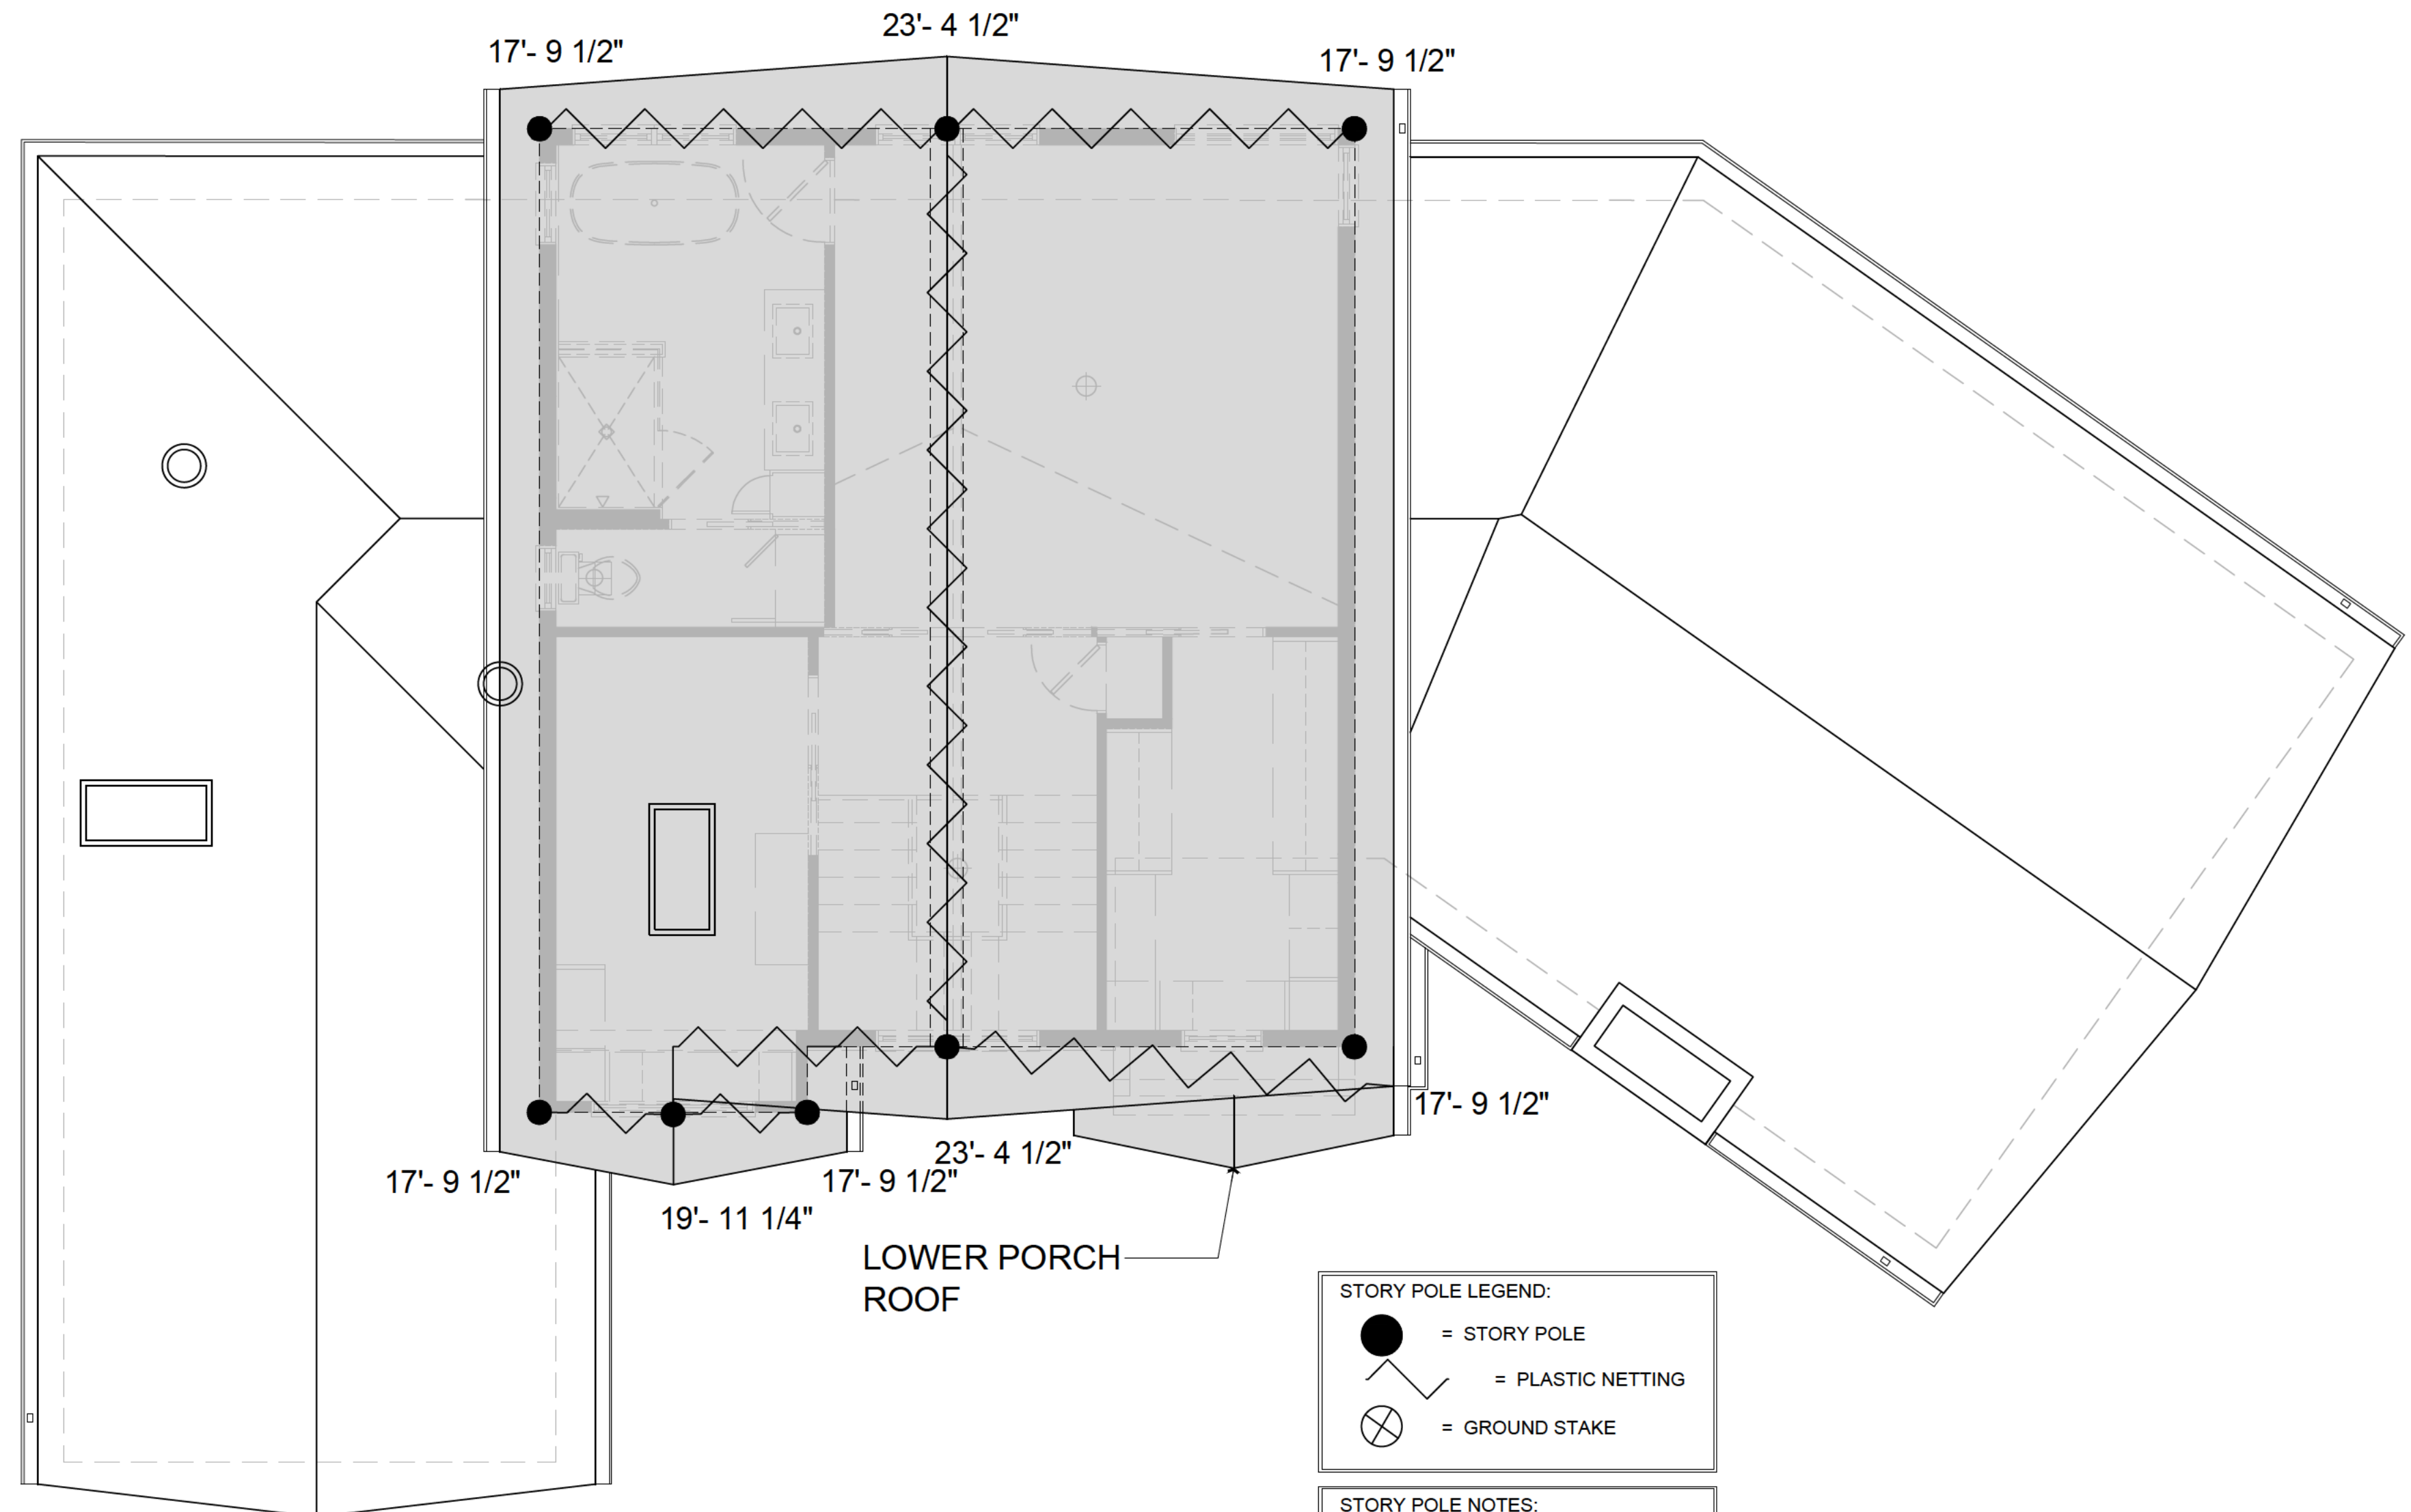 23'- 4 1/2"
17'- 9 1/2"
17'- 9 1/2"
17'- 9 1/2"
23'- 4 1/2"
17'- 9 1/2"
17'- 9 1/2"
19'- 11 1/4"
LOWER PORCH
ROOF
STORY POLE LEGEND:
= STORY POLE
= PLASTIC NETTING
= GROUND STAKE
STORY POLE NOTES: